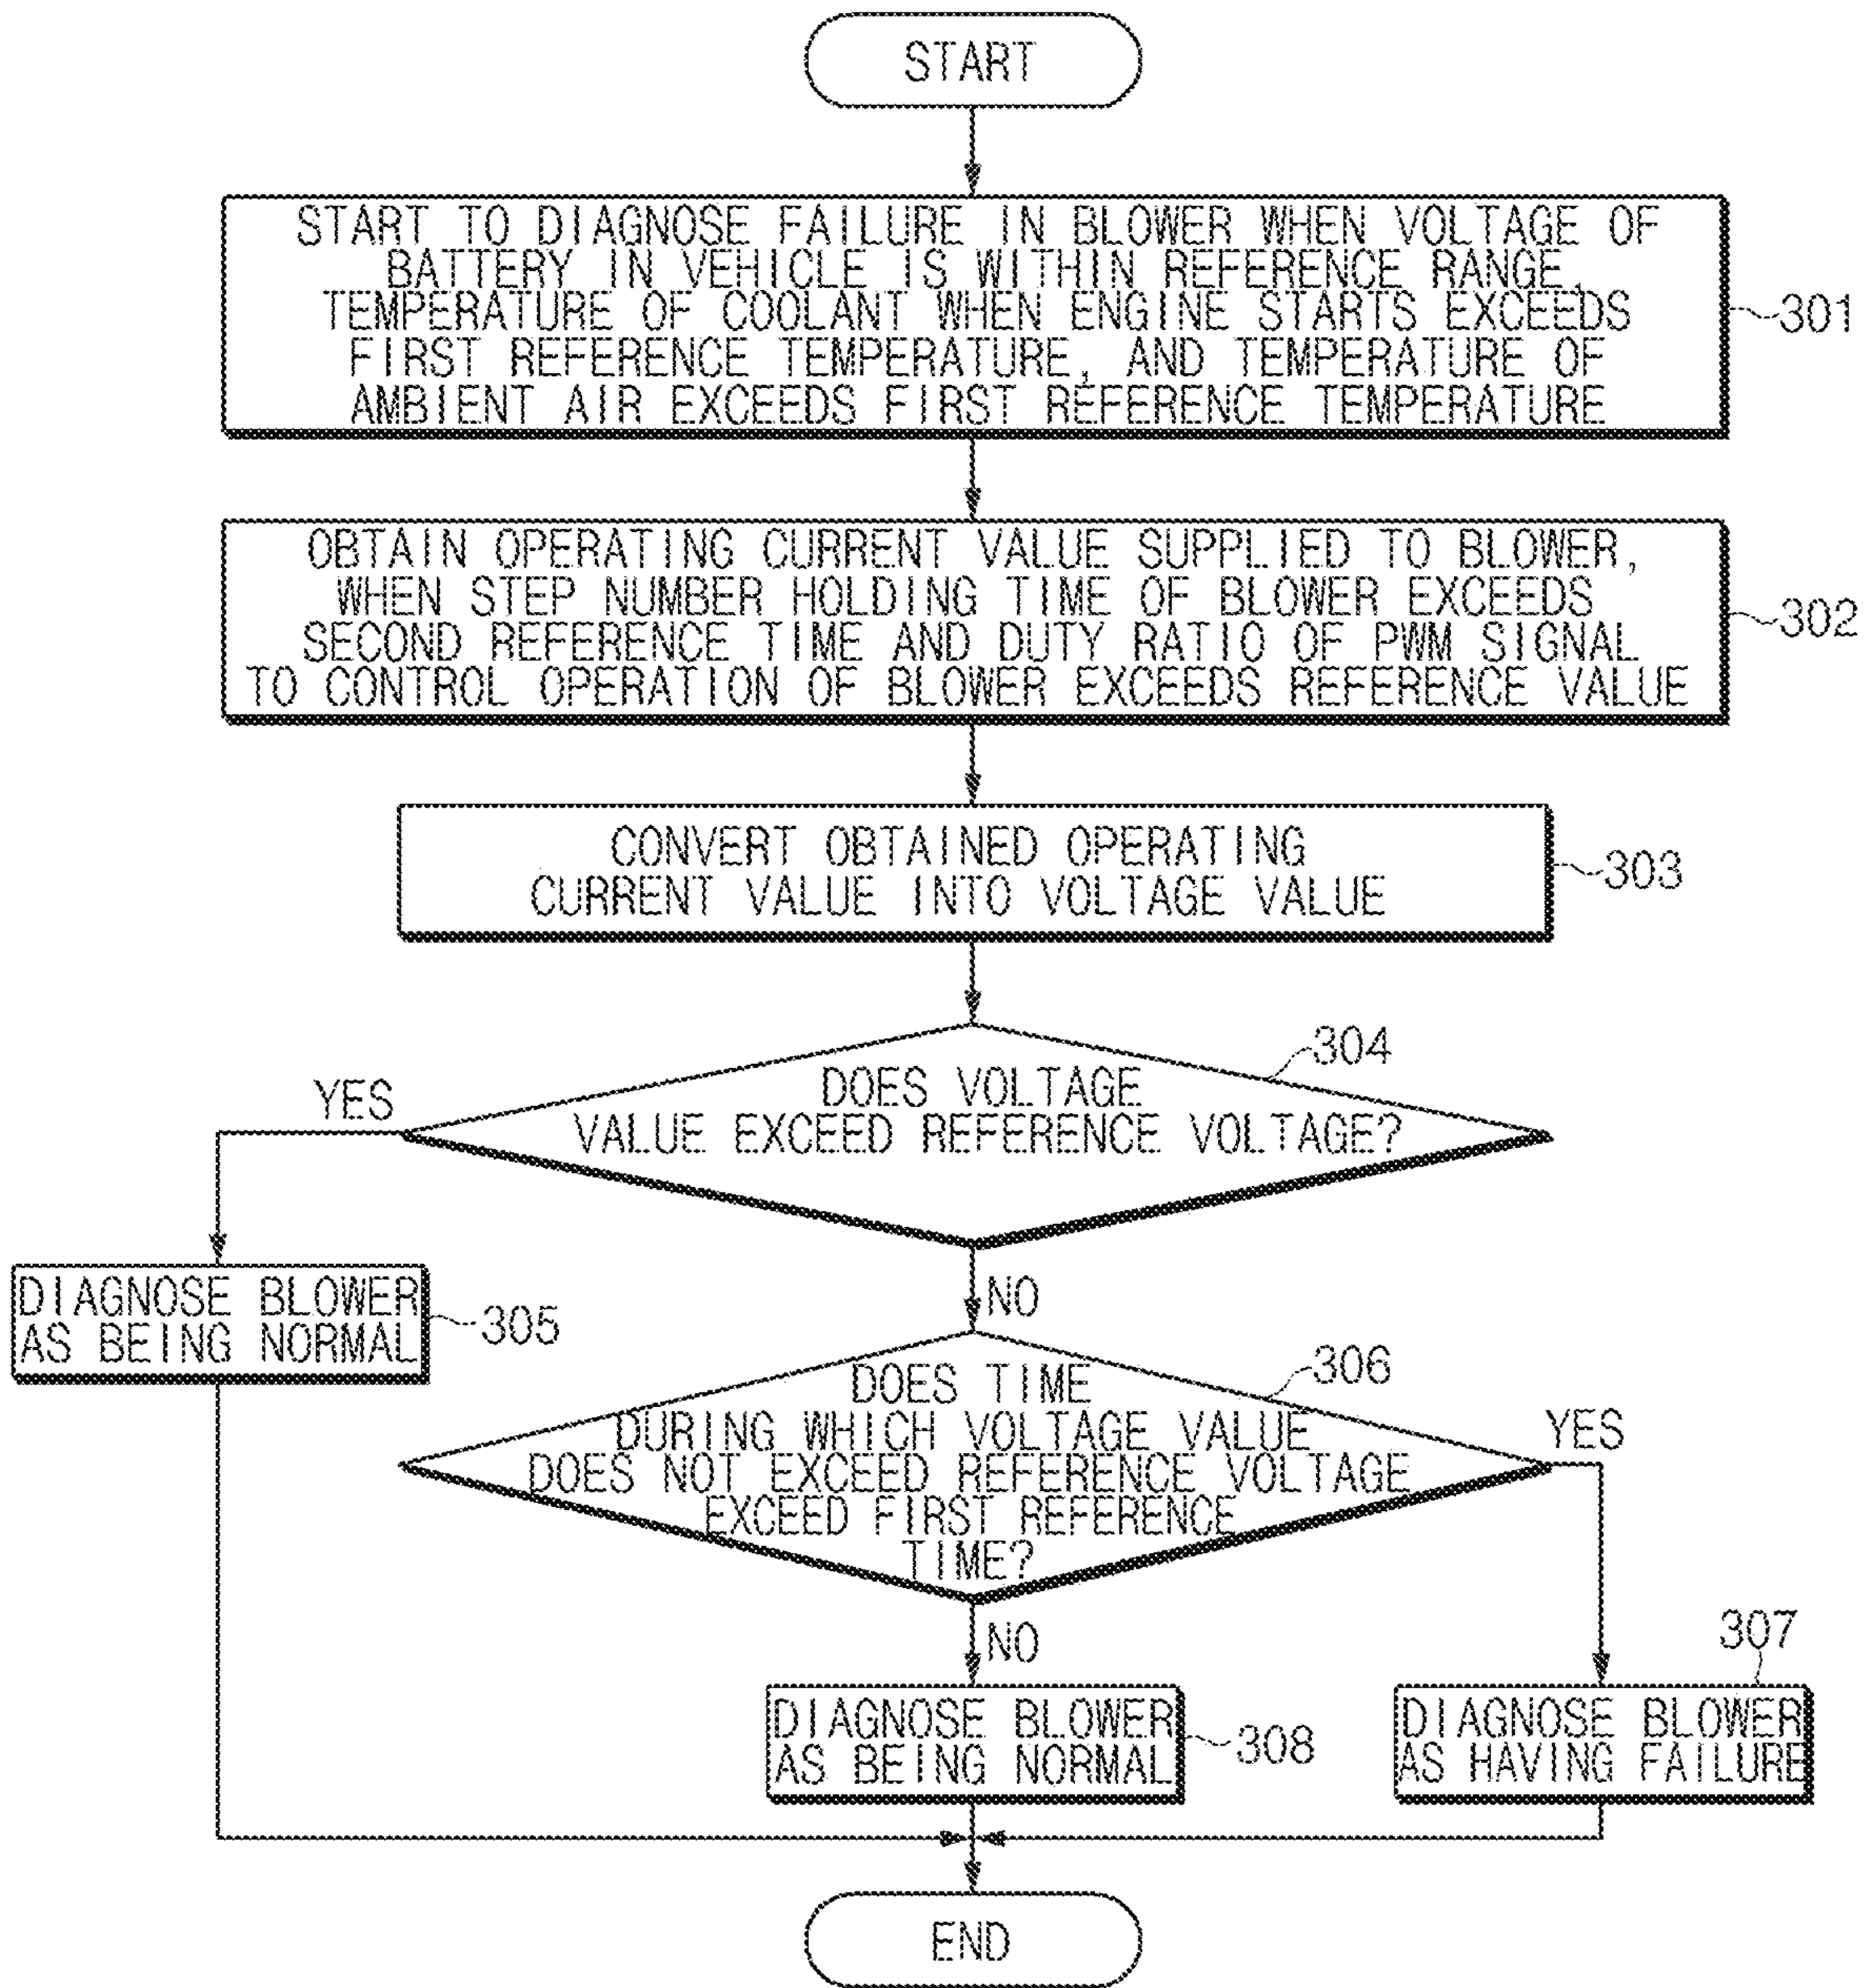 START
START TO DIAGNOSE FAILURE IN BLOWER WHEN VOLTAGE OF
BATTERY IN VEHICLE IS WITHIN REFERENCE RANGE,
TEMPERATURE OF COOLANT WHEN ENGINE STARTS EXCEEDS
FIRST REFERENCE TEMPERATURE, AND TEMPERATURE OF
AMBIENT AIR EXCEEDS FIRST REFERENCE TEMPERATURE
301
OBTAIN OPERATING CURRENT VALUE SUPPLIED TO BLOWER,
WHEN STEP NUMBER HOLDING TIME OF BLOWER EXCEEDS
SECOND REFERENCE TIME AND DUTY RATIO OF PWM SIGNAL
TO CONTROL OPERATION OF BLOWER EXCEEDS REFERENCE VALUE
302
CONVERT OBTAINED OPERATING
CURRENT VALUE INTO VOLTAGE VALUE
303
304
DOES VOLTAGE
VALUE EXCEED REFERENCE VOLTAGE?
YES
NO
DIAGNOSE BLOWER
AS BEING NORMAL
305
306
DOES TIME
DURING WHICH VOLTAGE VALUE
DOES NOT EXCEED REFERENCE VOLTAGE
EXCEED FIRST REFERENCE
TIME?
YES
NO
307
DIAGNOSE BLOWER
AS BEING NORMAL
308
DIAGNOSE BLOWER
AS HAVING FAILURE
END